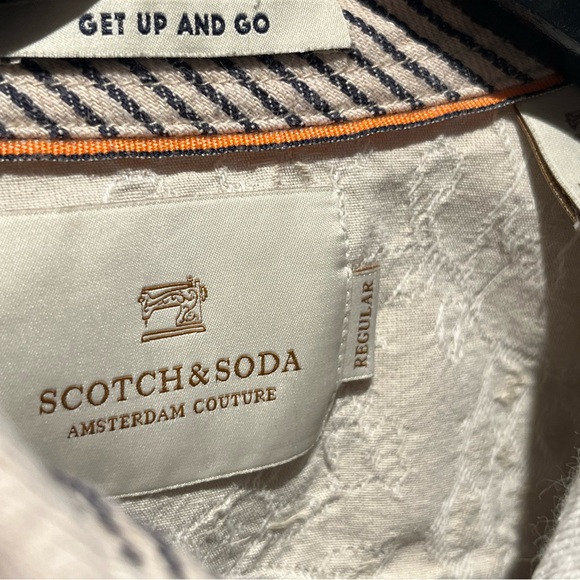 GET UP AND GO
SCOTCH & SODA
AMSTERDAM COUTURE
REGULAR